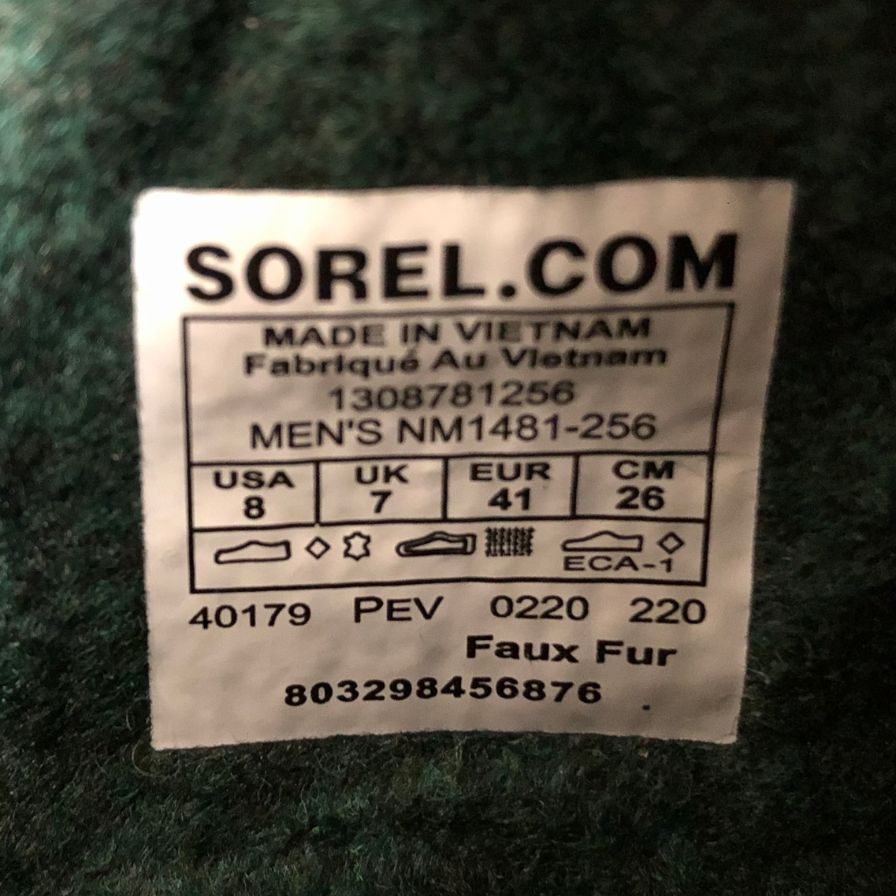 SOREL.COM
MADE IN VIETNAM
Fabriqué Au Vietnam
1308781256
MEN'S NM1481-256
USA UK EUR CM
8 7 41 26
ECA-1
40179 PEV 0220 220
Faux Fur
803298456876